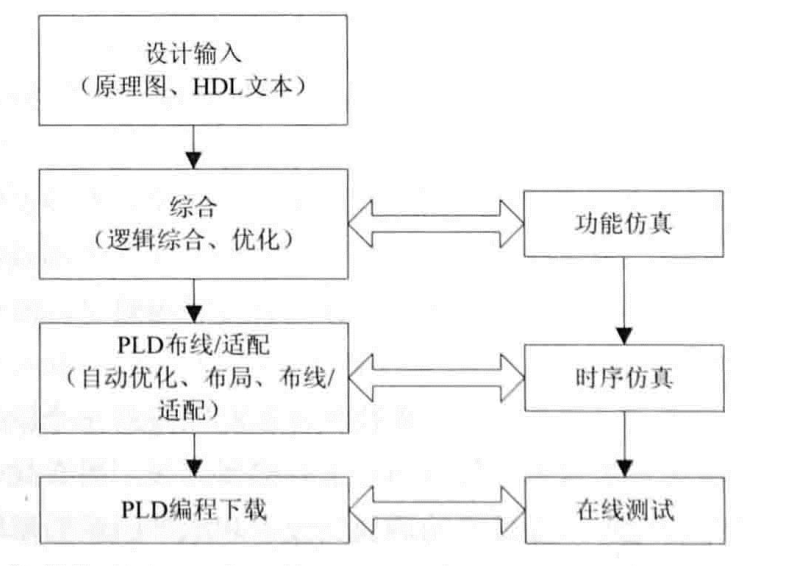 设计输入
（原理图、HDL文本）
综合
（逻辑综合、优化）
功能仿真
PLD布线/适配
（自动优化、布局、布线/
适配）
时序仿真
PLD编程下载
在线测试